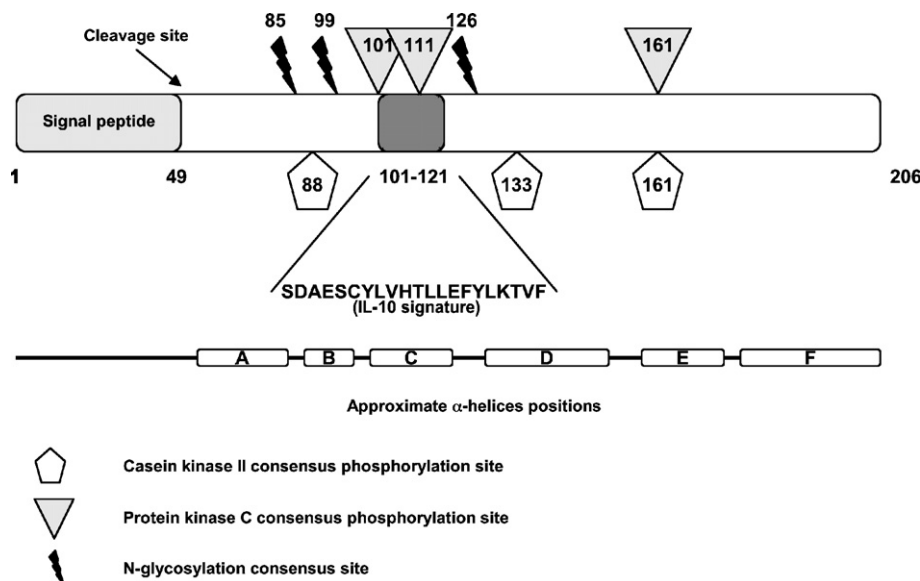 85 99 126
Cleavage site
101 111 161
Signal peptide
1 49 88 101-121 133 161 206
SDAESCYLVHTLLEFYLKTVF
(IL-10 signature)
A B C D E F
Approximate α-helices positions
Casein kinase II consensus phosphorylation site
Protein kinase C consensus phosphorylation site
N-glycosylation consensus site